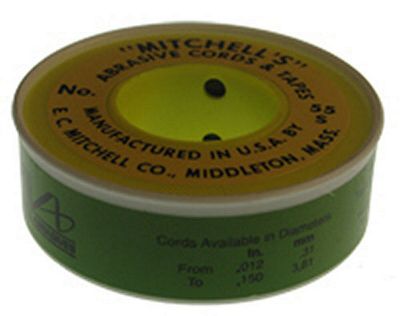 "MITCHELL'S"
ABRASIVE CORDS & TAPES
No. 55 S
MANUFACTURED IN U.S.A. BY
E.C. MITCHELL CO., MIDDLETON, MASS.
Cords Available in Diameters
In. mm
From .012 .31
To .150 3.81